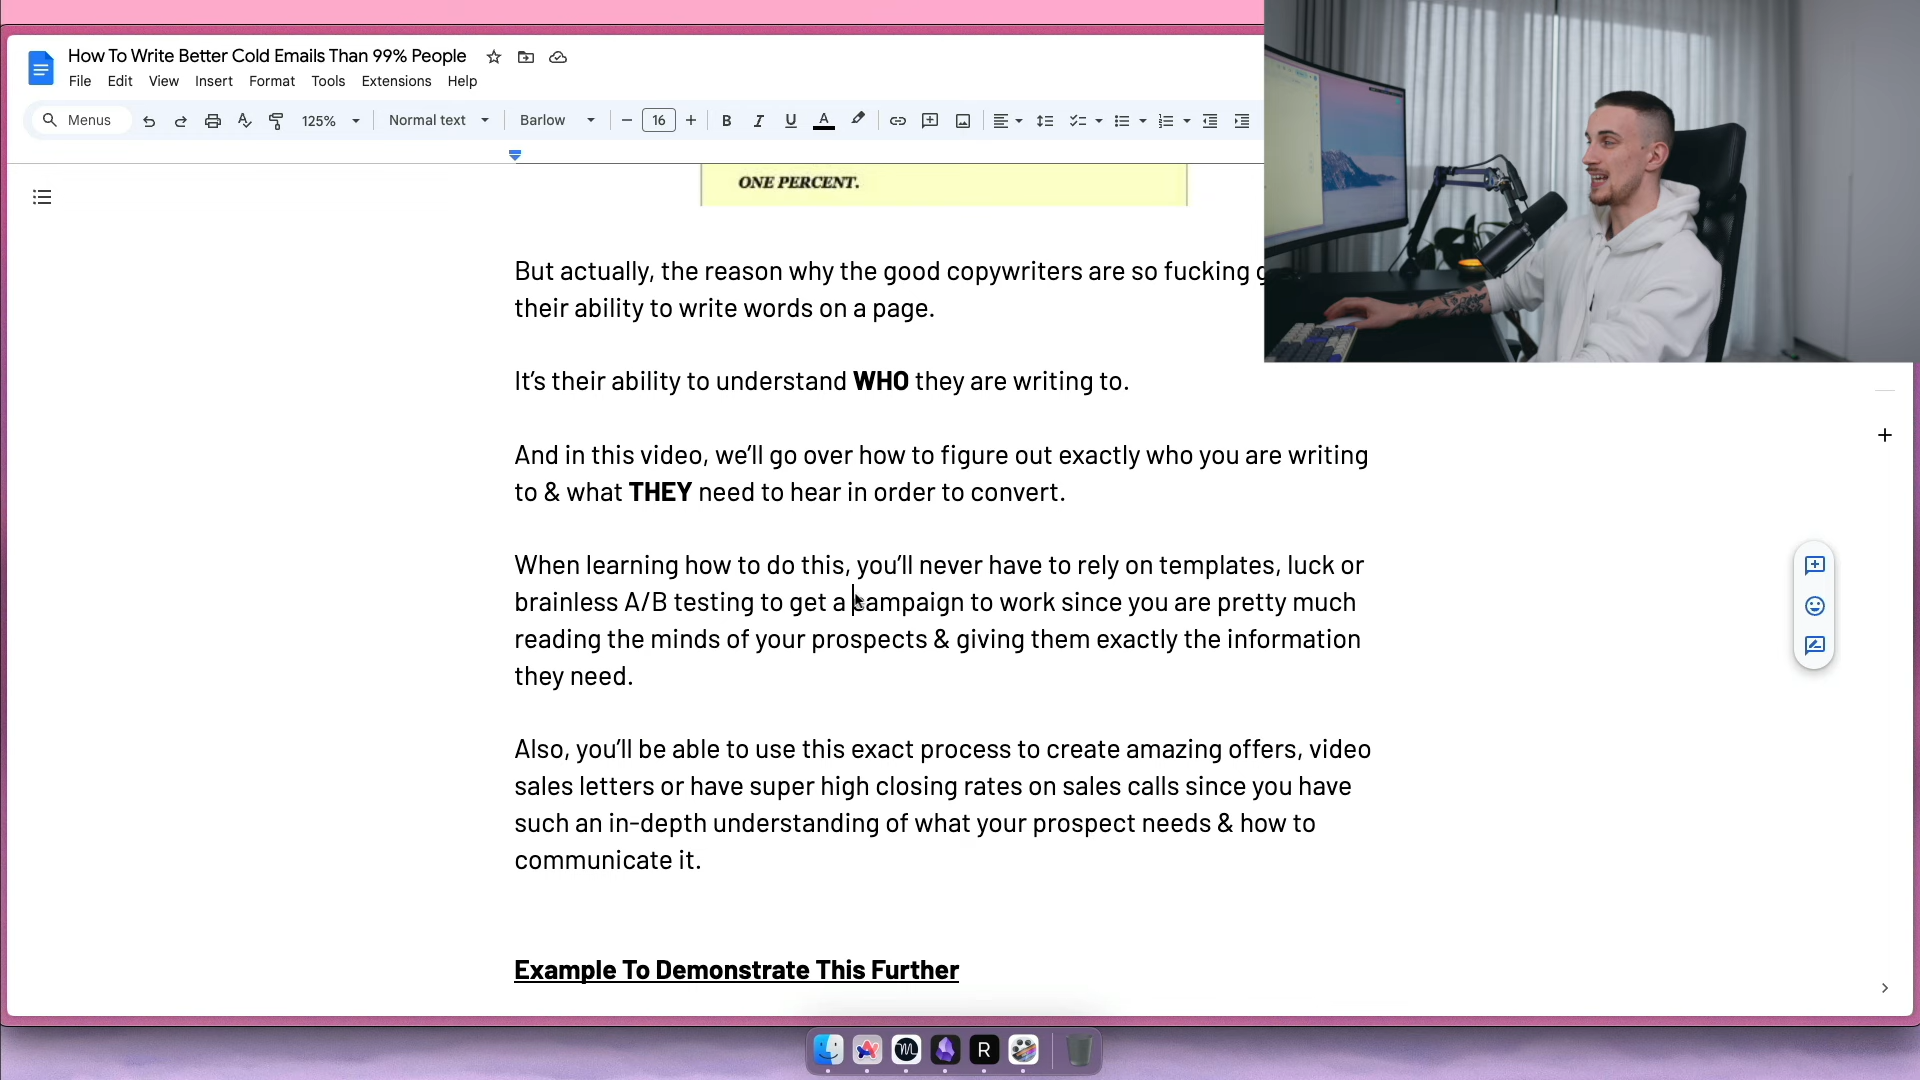 How To Write Better Cold Emails Than 99% People
File Edit View Insert Format Tools Extensions Help
Menus 125% Normal text Barlow 16 B I U A
ONE PERCENT.
But actually, the reason why the good copywriters are so fucking
their ability to write words on a page.
It's their ability to understand WHO they are writing to.
And in this video, we'll go over how to figure out exactly who you are writing
to & what THEY need to hear in order to convert.
When learning how to do this, you'll never have to rely on templates, luck or
brainless A/B testing to get a campaign to work since you are pretty much
reading the minds of your prospects & giving them exactly the information
they need.
Also, you'll be able to use this exact process to create amazing offers, video
sales letters or have super high closing rates on sales calls since you have
such an in-depth understanding of what your prospect needs & how to
communicate it.
Example To Demonstrate This Further
R